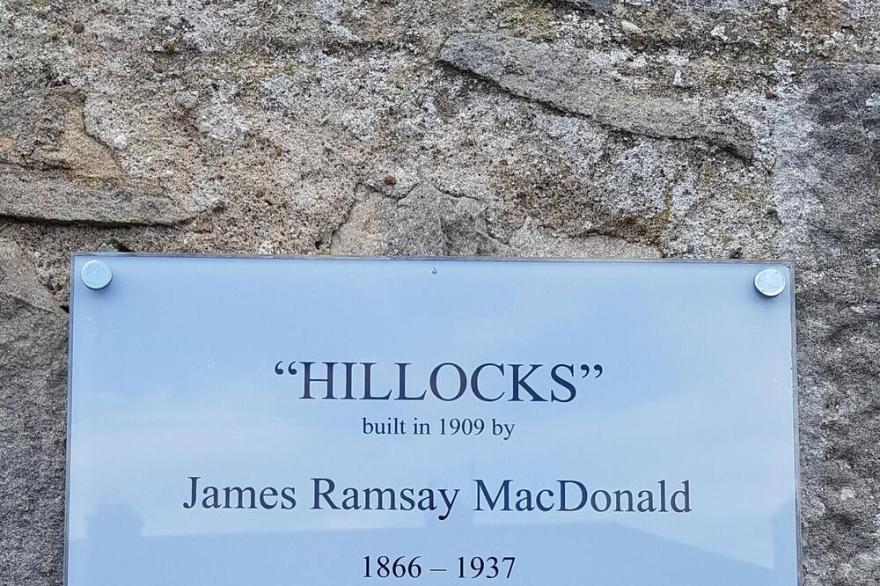 “HILLOCKS”
built in 1909 by
James Ramsay MacDonald
1866 – 1937